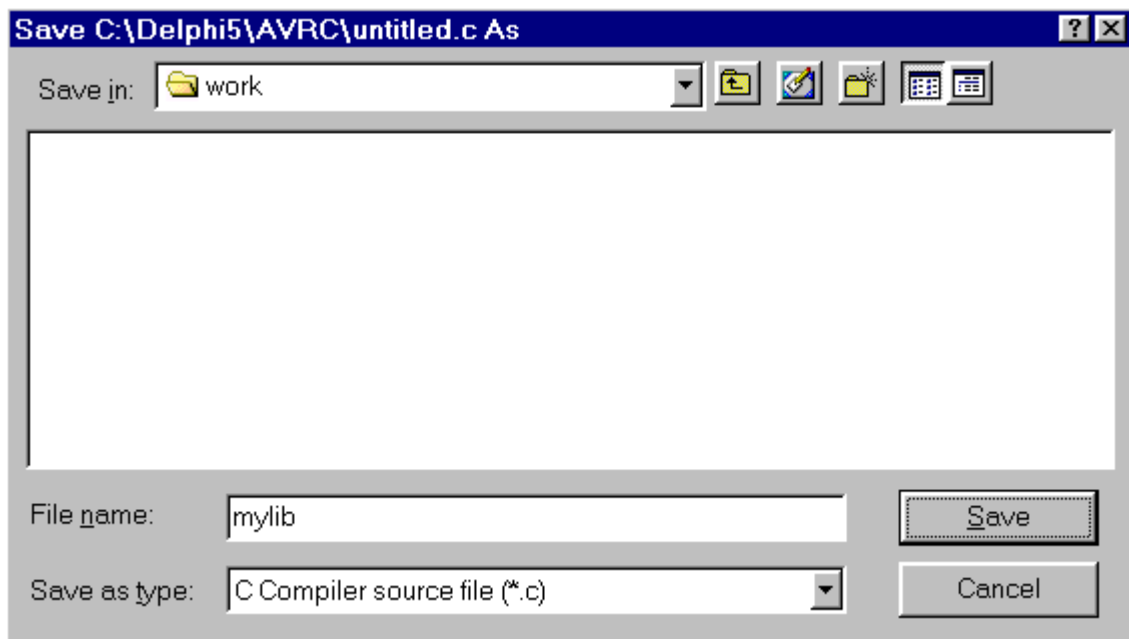 Save C:\Delphi5\AVRC\untitled.c As
Save in: work
File name: mylib Save
Save as type: C Compiler source file (*.c) Cancel